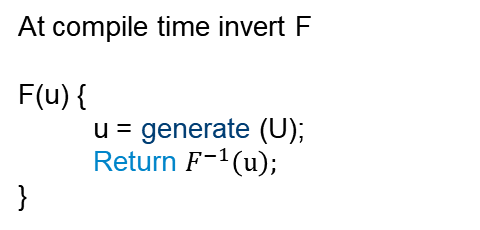 At compile time invert F
F(u) {
u = generate (U);
Return F⁻¹(u);
}